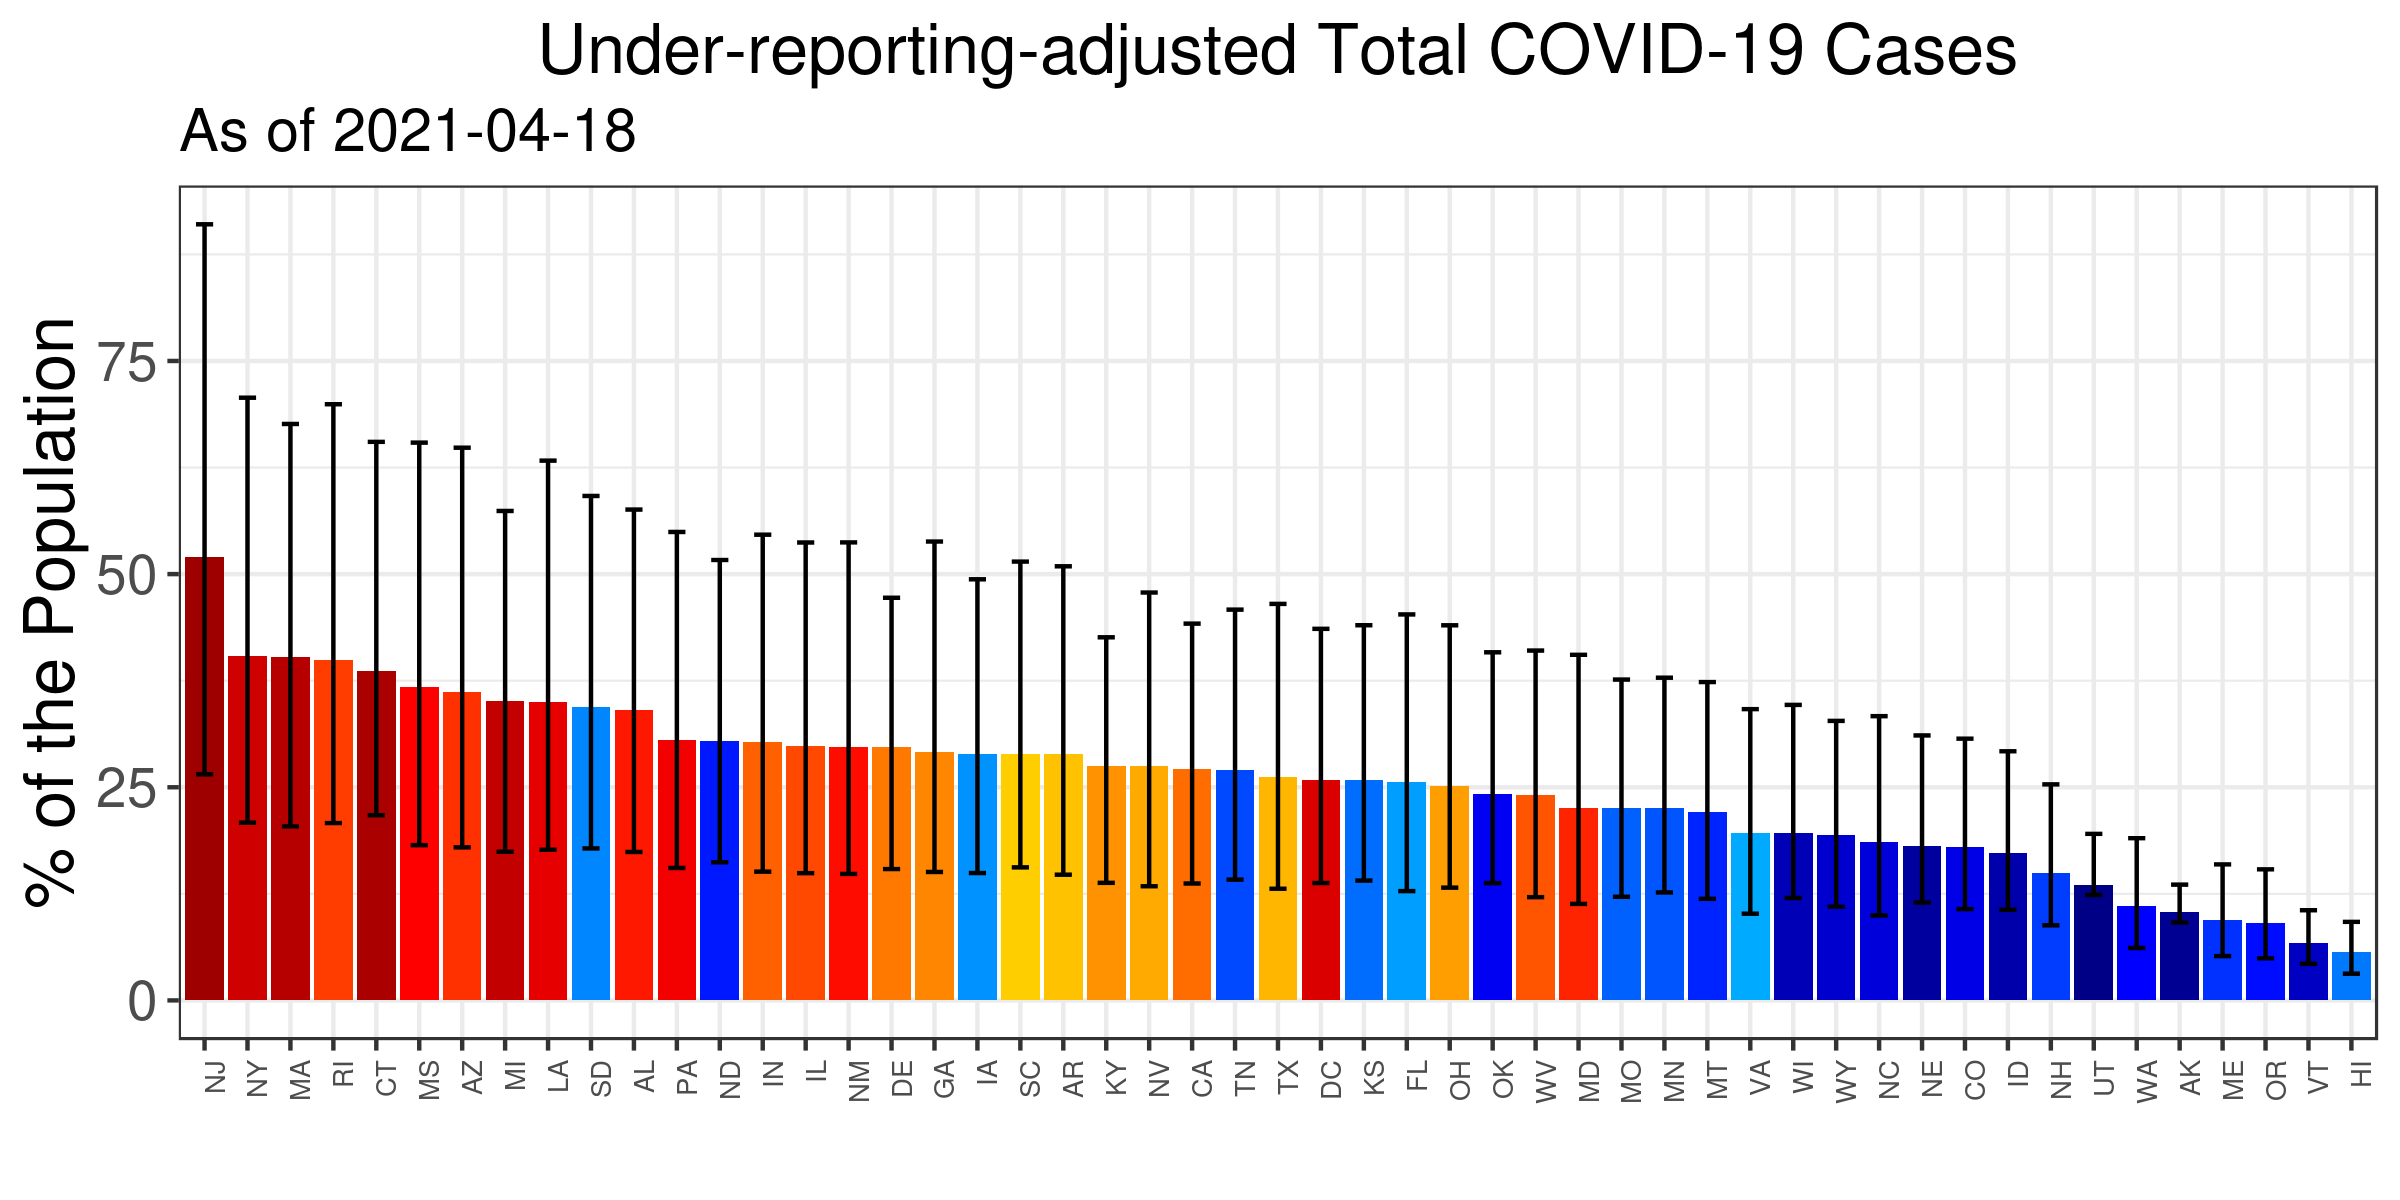 Under-reporting-adjusted Total COVID-19 Cases
As of 2021-04-18
% of the Population
75
50
25
0
NJ NY MA RI CT MS AZ MI LA SD AL PA ND IN IL NM DE GA IA SC AR KY NV CA TN TX DC KS FL OH OK WV MD MO MN MT VA WI WY NC NE CO ID NH UT WA AK ME OR VT HI